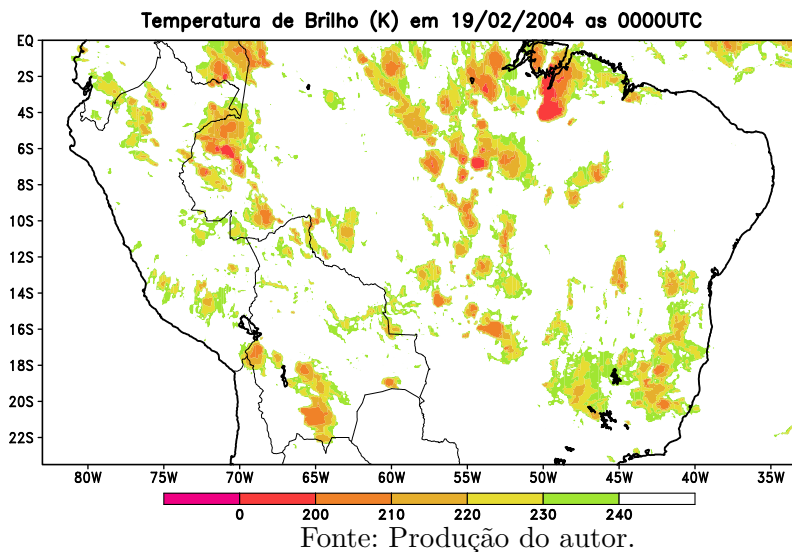 Temperatura de Brilho (K) em 19/02/2004 as 0000UTC
EQ
2S
4S
6S
8S
10S
12S
14S
16S
18S
20S
22S
80W 75W 70W 65W 60W 55W 50W 45W 40W 35W
0 200 210 220 230 240
Fonte: Produção do autor.